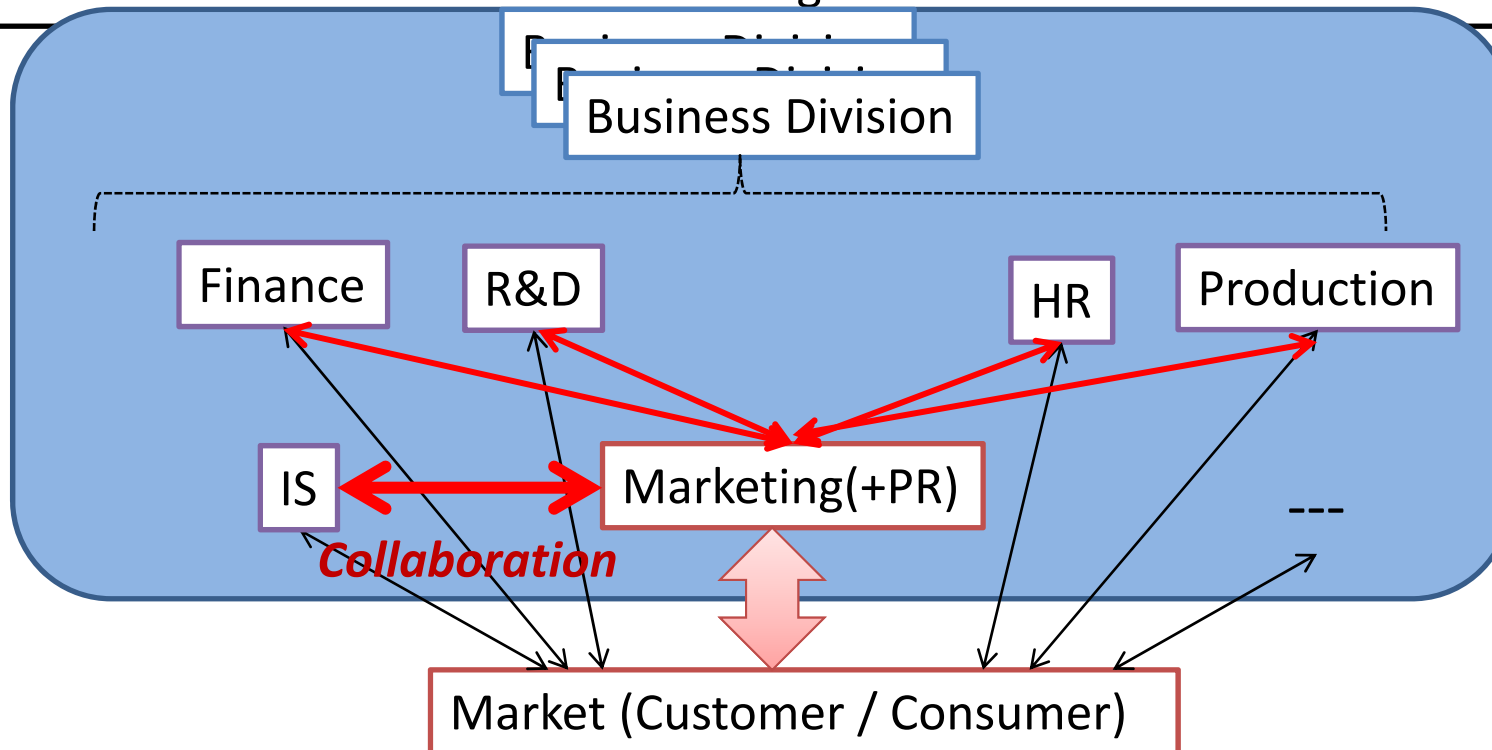 Business Division
Finance
R&D
HR
Production
IS
Marketing(+PR)
---
Collaboration
Market (Customer / Consumer)